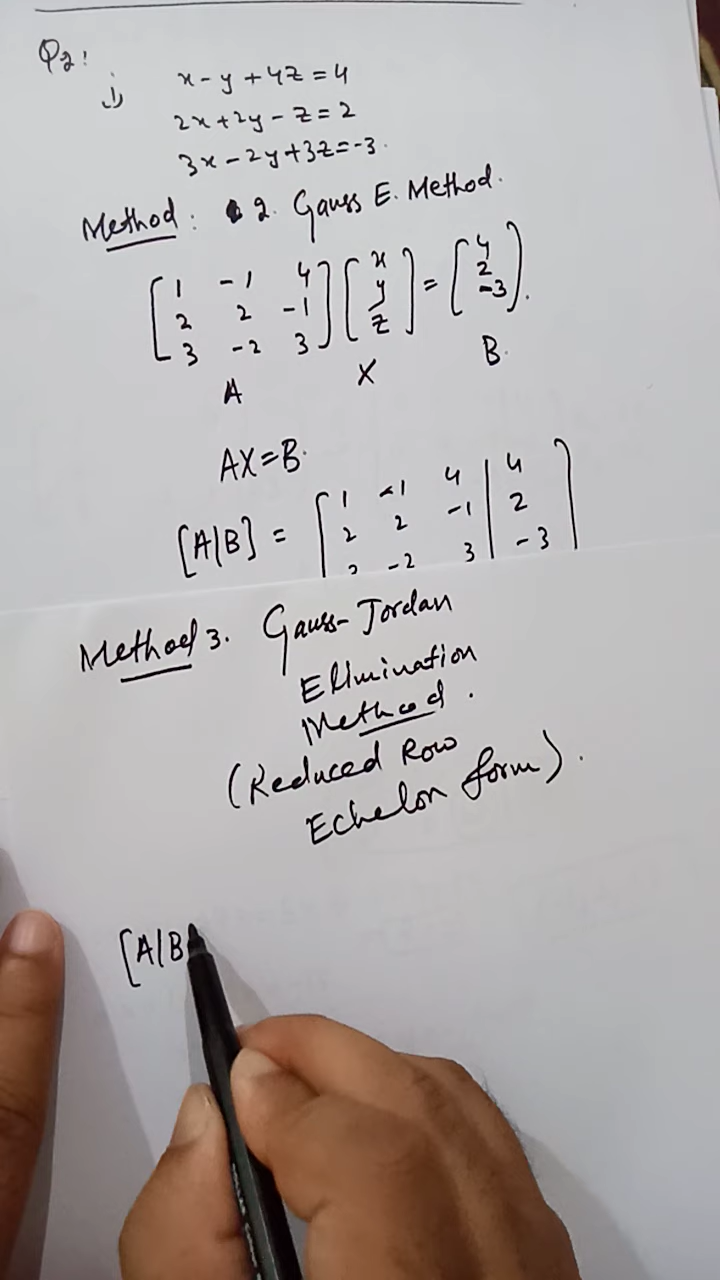 Q2:
i) x - y + 4z = 4
2x + 2y - z = 2
3x - 2y + 3z = -3.
Method: 2. Gauss E. Method.
[ 1 -1 4 ] [ x ] = [ 4 ]
[ 2 2 -1 ] [ y ] [ 2 ]
[ 3 -2 3 ] [ z ] [ -3 ].
A X B.
AX = B.
[A|B] = [ 1 -1 4 | 4 ]
2 2 -1 | 2
-2 3 | -3
Method 3. Gauss-Jordan
Ellimination
Method.
(Reduced Row
Echelon form).
[A|B